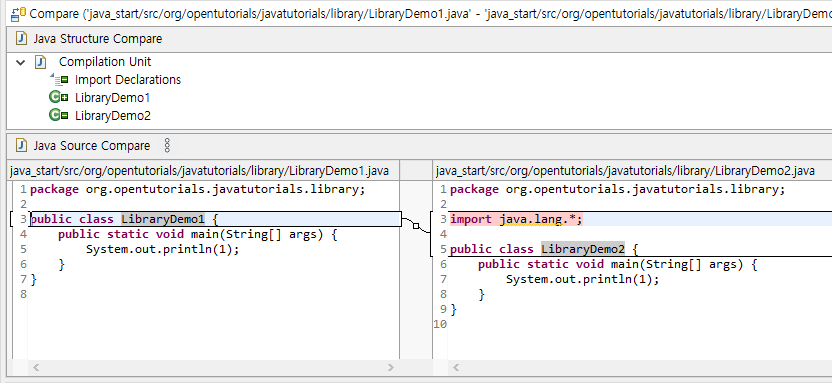 Compare ('java_start/src/org/opentutorials/javatutorials/library/LibraryDemo1.java' - 'java_start/src/org/opentutorials/javatutorials/library/LibraryDemo
Java Structure Compare
Compilation Unit
Import Declarations
LibraryDemo1
LibraryDemo2
Java Source Compare
java_start/src/org/opentutorials/javatutorials/library/LibraryDemo1.java
1 package org.opentutorials.javatutorials.library;
2
3 public class LibraryDemo1 {
4     public static void main(String[] args) {
5         System.out.println(1);
6     }
7 }
8
java_start/src/org/opentutorials/javatutorials/library/LibraryDemo2.java
1 package org.opentutorials.javatutorials.library;
2
3 import java.lang.*;
4
5 public class LibraryDemo2 {
6     public static void main(String[] args) {
7         System.out.println(1);
8     }
9 }
10